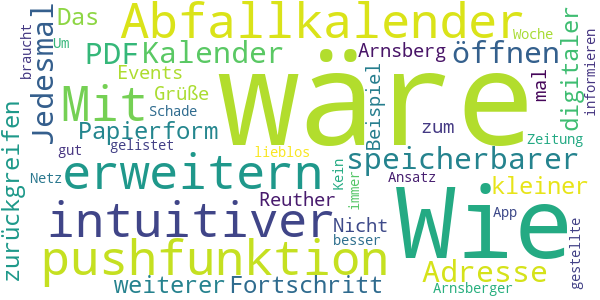 Jedesmal
braucht
Das
Um
Abfallkalender
Woche
PDF
Kalender
Arnsberg
öffnen
digitaler
informieren
Events
Mit
Grüße
Schade
wäre
Beispiel
mal
Papierform
zum
Zeitung
gelistet
gut
lieblos
zurückgreifen
Netz
erweitern
Kein
immer
speicherbarer
Ansatz
kleiner
intuitiver
Reuther
Nicht
besser
Wie
App
gestellte
pushfunktion
Adresse
weiterer
Fortschritt
Arnsberger